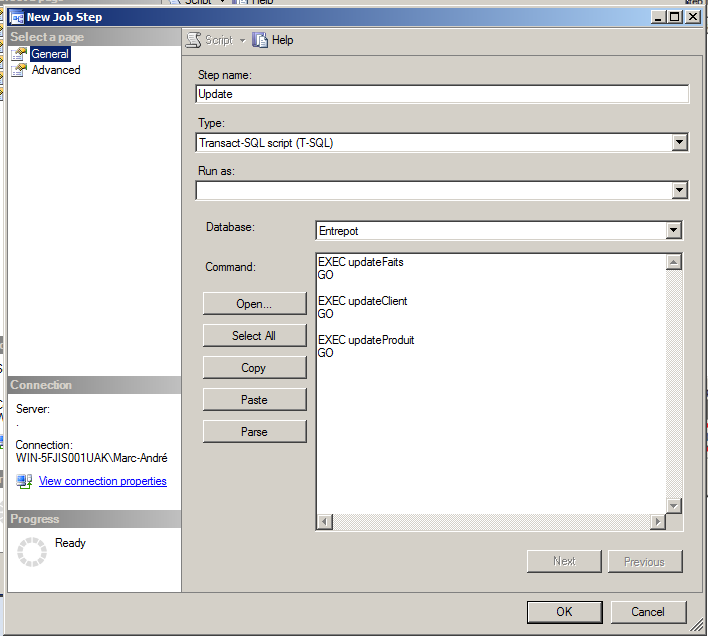 Script
Help
New Job Step
Select a page
General
Advanced
Script
Help
Step name:
Update
Type:
Transact-SQL script (T-SQL)
Run as:
Database:
Entrepot
Command:
EXEC updateFaits
GO
EXEC updateClient
GO
EXEC updateProduit
GO
Open...
Select All
Copy
Paste
Parse
Connection
Server:
.
Connection:
WIN-5FJIS001UAK\Marc-André
View connection properties
Progress
Ready
Next
Previous
OK
Cancel